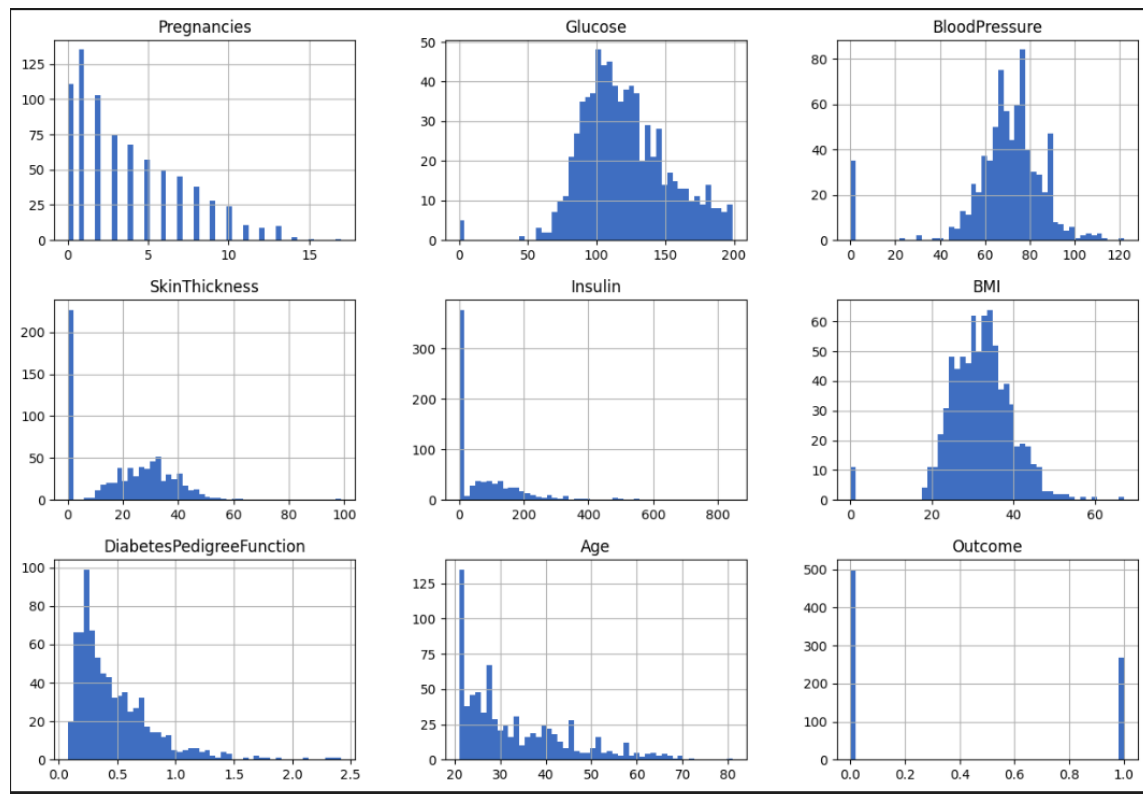 Pregnancies
125
100
75
50
25
0
0 5 10 15
Glucose
50
40
30
20
10
0
0 50 100 150 200
BloodPressure
80
60
40
20
0
0 20 40 60 80 100 120
SkinThickness
200
150
100
50
0
0 20 40 60 80 100
Insulin
300
200
100
0
0 200 400 600 800
BMI
60
50
40
30
20
10
0
0 20 40 60
DiabetesPedigreeFunction
100
80
60
40
20
0
0.0 0.5 1.0 1.5 2.0 2.5
Age
125
100
75
50
25
0
20 30 40 50 60 70 80
Outcome
500
400
300
200
100
0
0.0 0.2 0.4 0.6 0.8 1.0